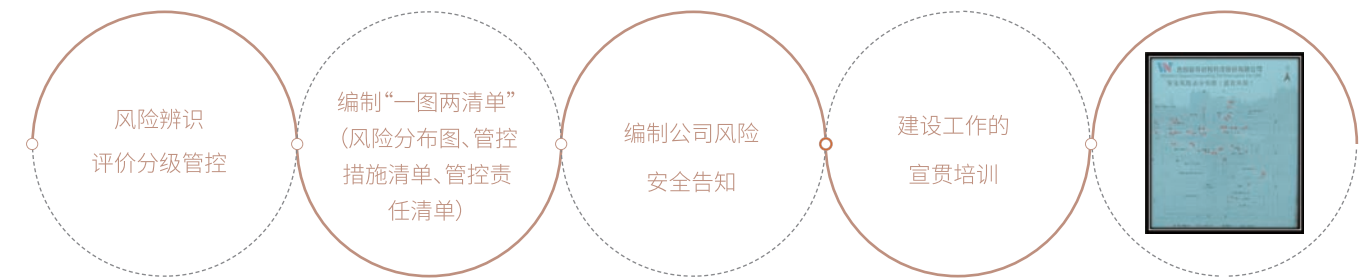 风险辨识
评价分级管控
编制“一图两清单”
（风险分布图、管控
措施清单、管控责
任清单）
编制公司风险
安全告知
建设工作的
宣贯培训